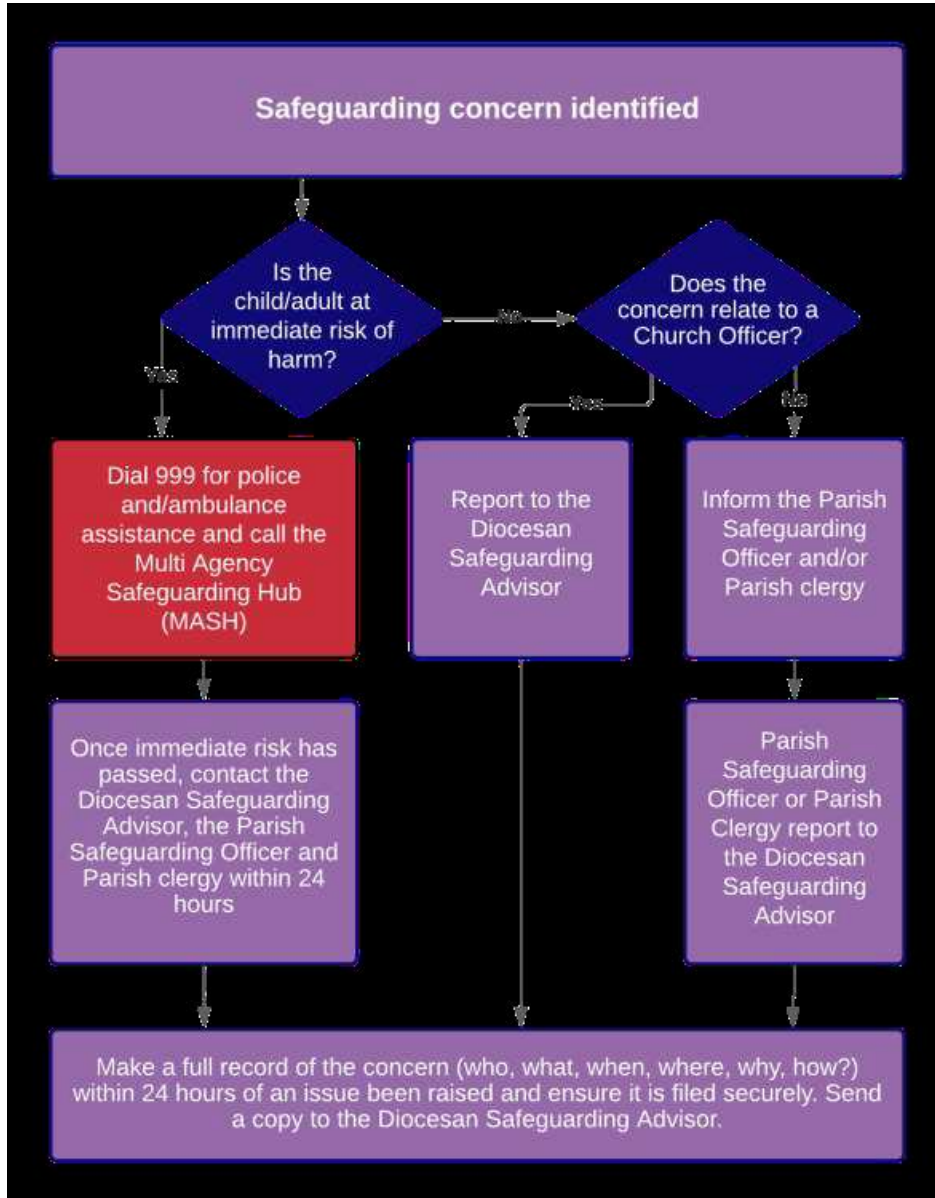 Safeguarding concern identified
Is the
child/adult at
immediate risk of
harm?
No
Does the
concern relate to a
Church Officer?
Yes
Yes
No
Dial 999 for police
and/ambulance
assistance and call the
Multi Agency
Safeguarding Hub
(MASH)
Report to the
Diocesan
Safeguarding
Advisor
Inform the Parish
Safeguarding
Officer and/or
Parish clergy
Once immediate risk has
passed, contact the
Diocesan Safeguarding
Advisor, the Parish
Safeguarding Officer and
Parish clergy within 24
hours
Parish
Safeguarding
Officer or Parish
Clergy report to
the Diocesan
Safeguarding
Advisor
Make a full record of the concern (who, what, when, where, why, how?)
within 24 hours of an issue been raised and ensure it is filed securely. Send
a copy to the Diocesan Safeguarding Advisor.